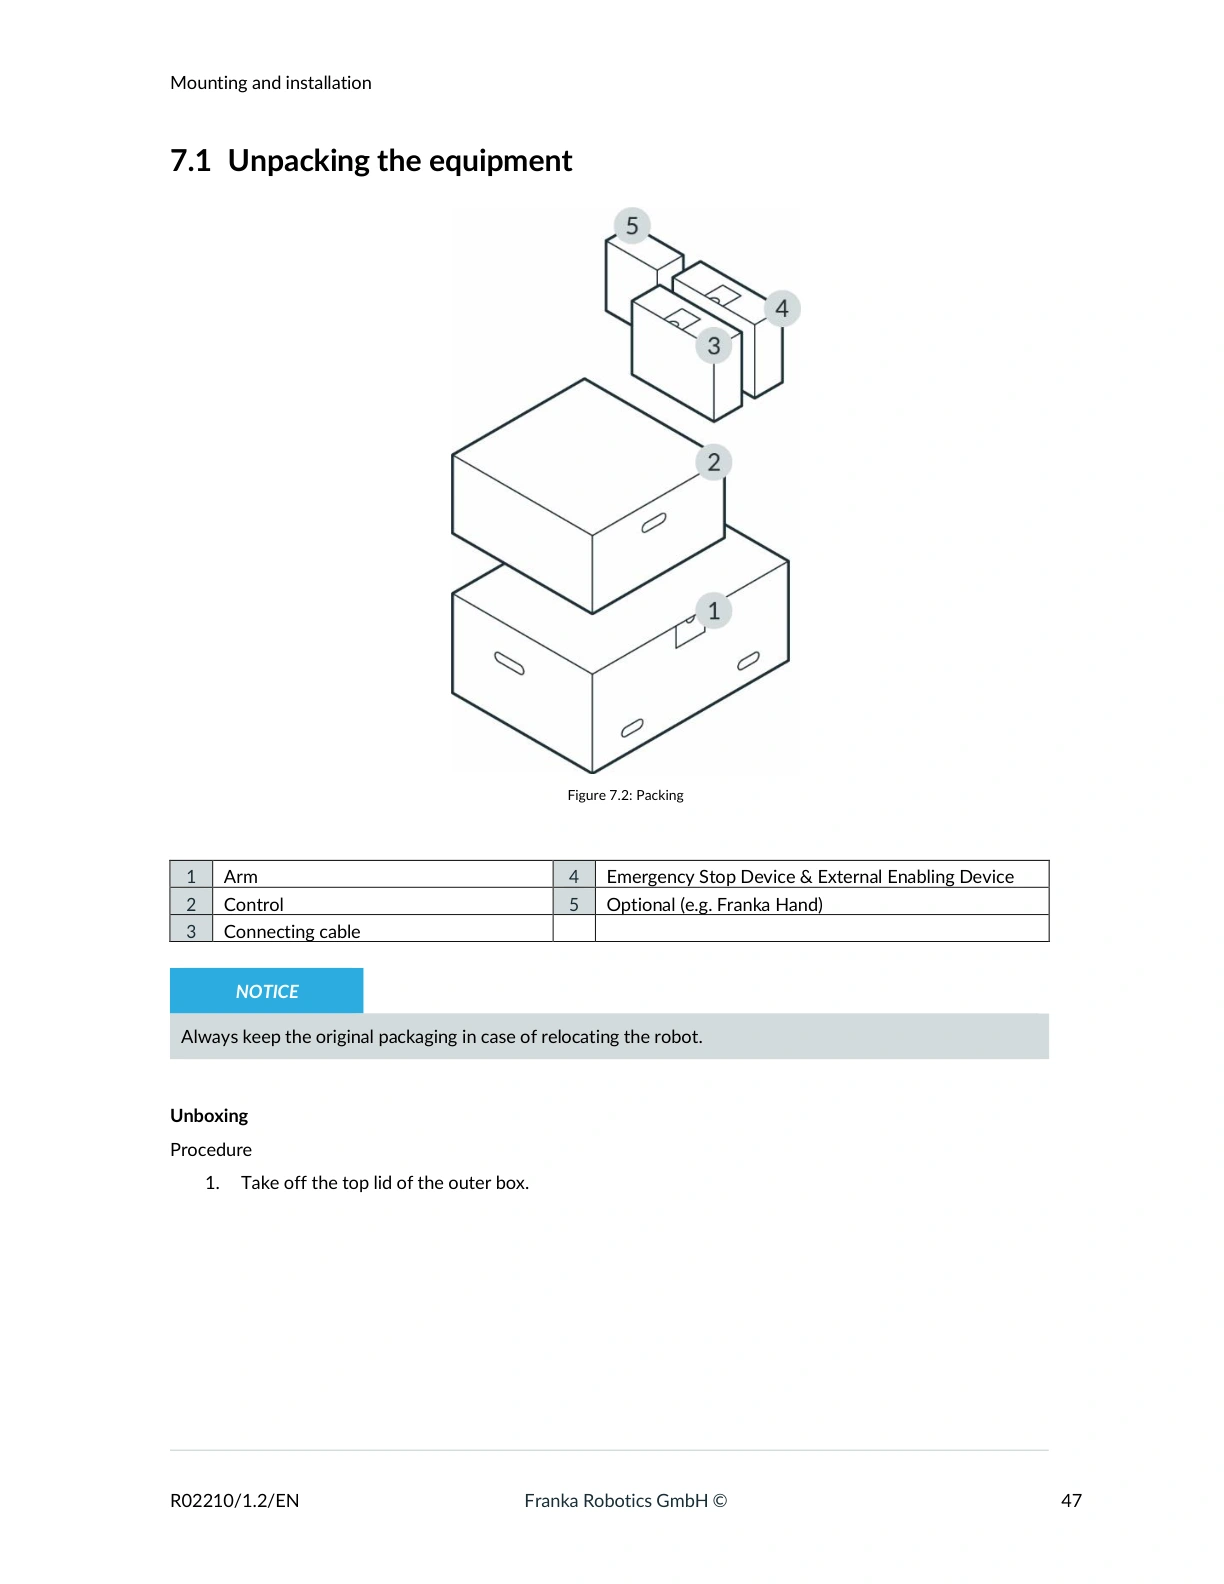 Mounting and installation
7.1 Unpacking the equipment
5
4
3
2
1
Figure 7.2: Packing
1 Arm 4 Emergency Stop Device & External Enabling Device
2 Control 5 Optional (e.g. Franka Hand)
3 Connecting cable
NOTICE
Always keep the original packaging in case of relocating the robot.
Unboxing
Procedure
1. Take off the top lid of the outer box.
R02210/1.2/EN Franka Robotics GmbH © 47